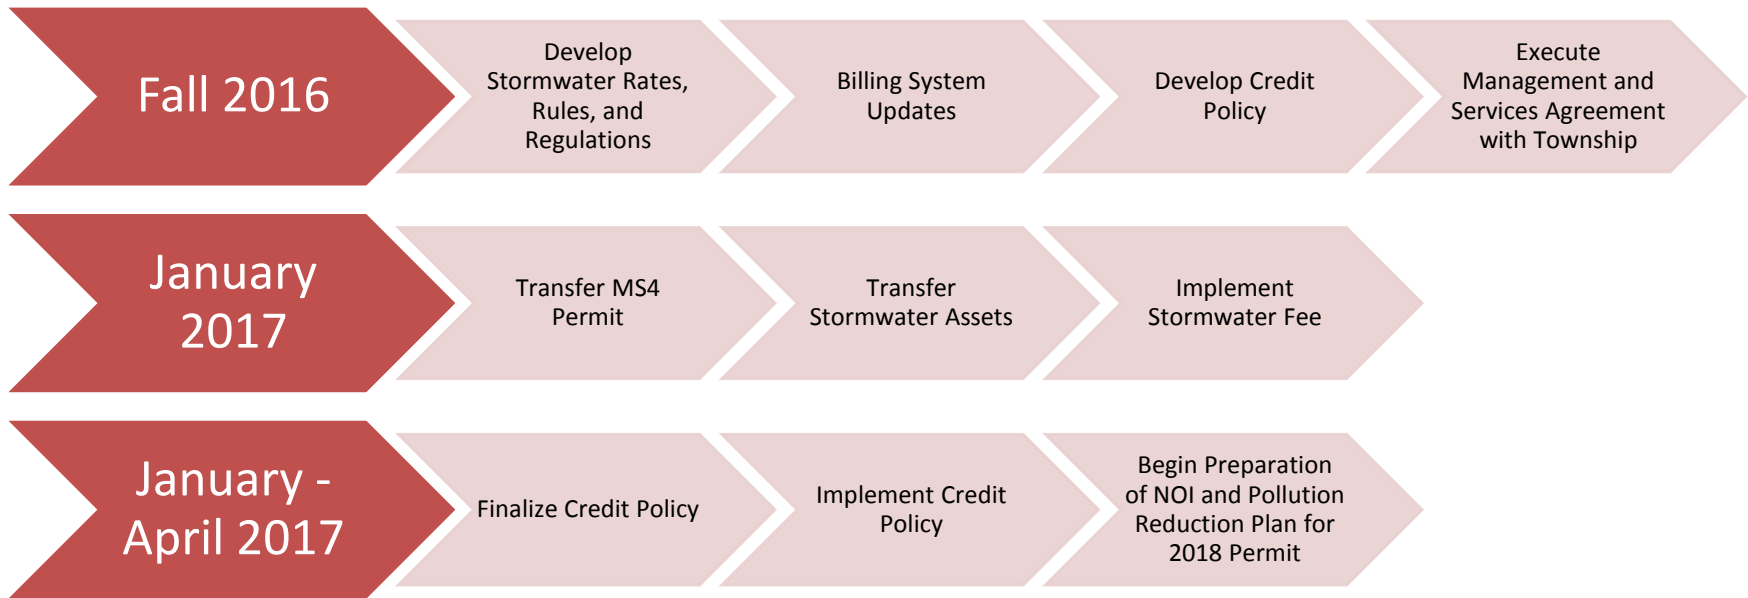 Fall 2016
Develop
Stormwater Rates,
Rules, and
Regulations
Billing System
Updates
Develop Credit
Policy
Execute
Management and
Services Agreement
with Township
January
2017
Transfer MS4
Permit
Transfer
Stormwater Assets
Implement
Stormwater Fee
January -
April 2017
Finalize Credit Policy
Implement Credit
Policy
Begin Preparation
of NOI and Pollution
Reduction Plan for
2018 Permit